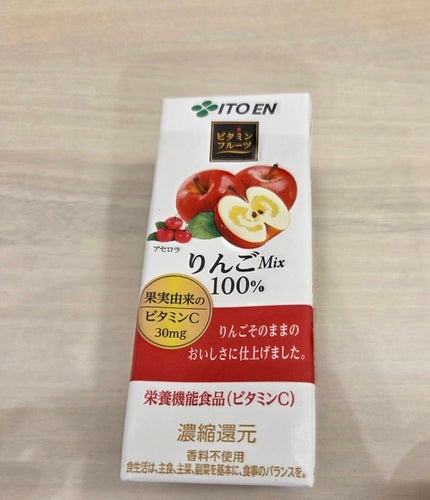 ITO EN
ビタミン
フルーツ
アセロラ
りんごMix
100%
果実由来の
ビタミンC
30mg
りんごそのままの
おいしさに仕上げました。
栄養機能食品(ビタミンC)
濃縮還元
香料不使用
食生活は、主食、主菜、副菜を基本に、食事のバランスを。